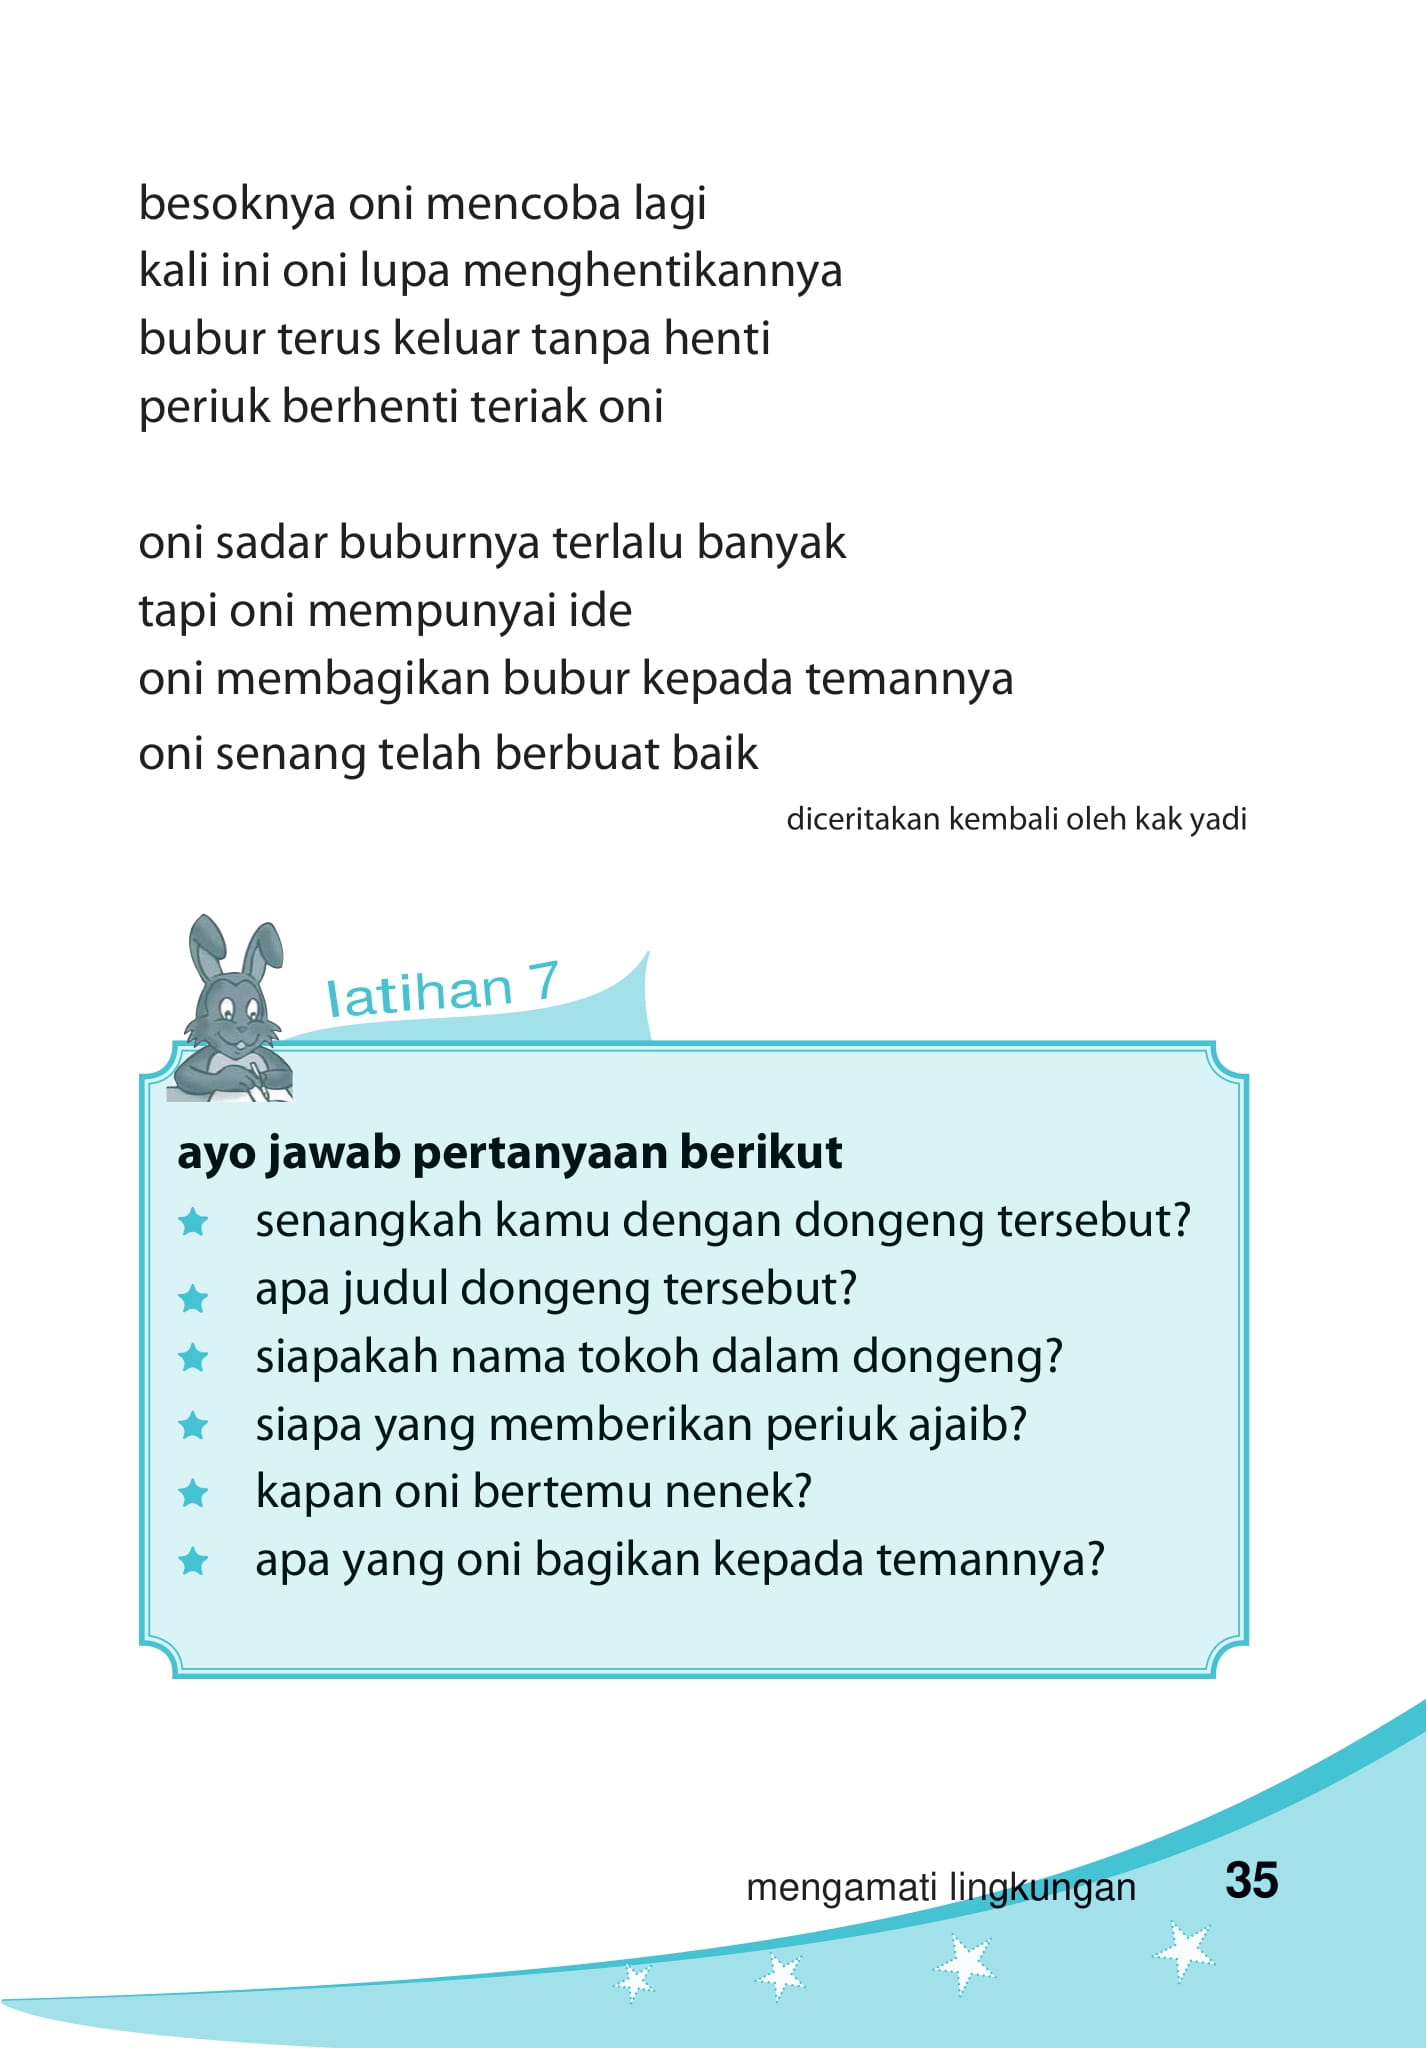 besoknya oni mencoba lagi
kali ini oni lupa menghentikannya
bubur terus keluar tanpa henti
periuk berhenti teriak oni
oni sadar buburnya terlalu banyak
tapi oni mempunyai ide
oni membagikan bubur kepada temannya
oni senang telah berbuat baik
diceritakan kembali oleh kak yadi
latihan 7
ayo jawab pertanyaan berikut
senangkah kamu dengan dongeng tersebut?
apa judul dongeng tersebut?
siapakah nama tokoh dalam dongeng?
siapa yang memberikan periuk ajaib?
kapan oni bertemu nenek?
apa yang oni bagikan kepada temannya?
mengamati lingkungan 35